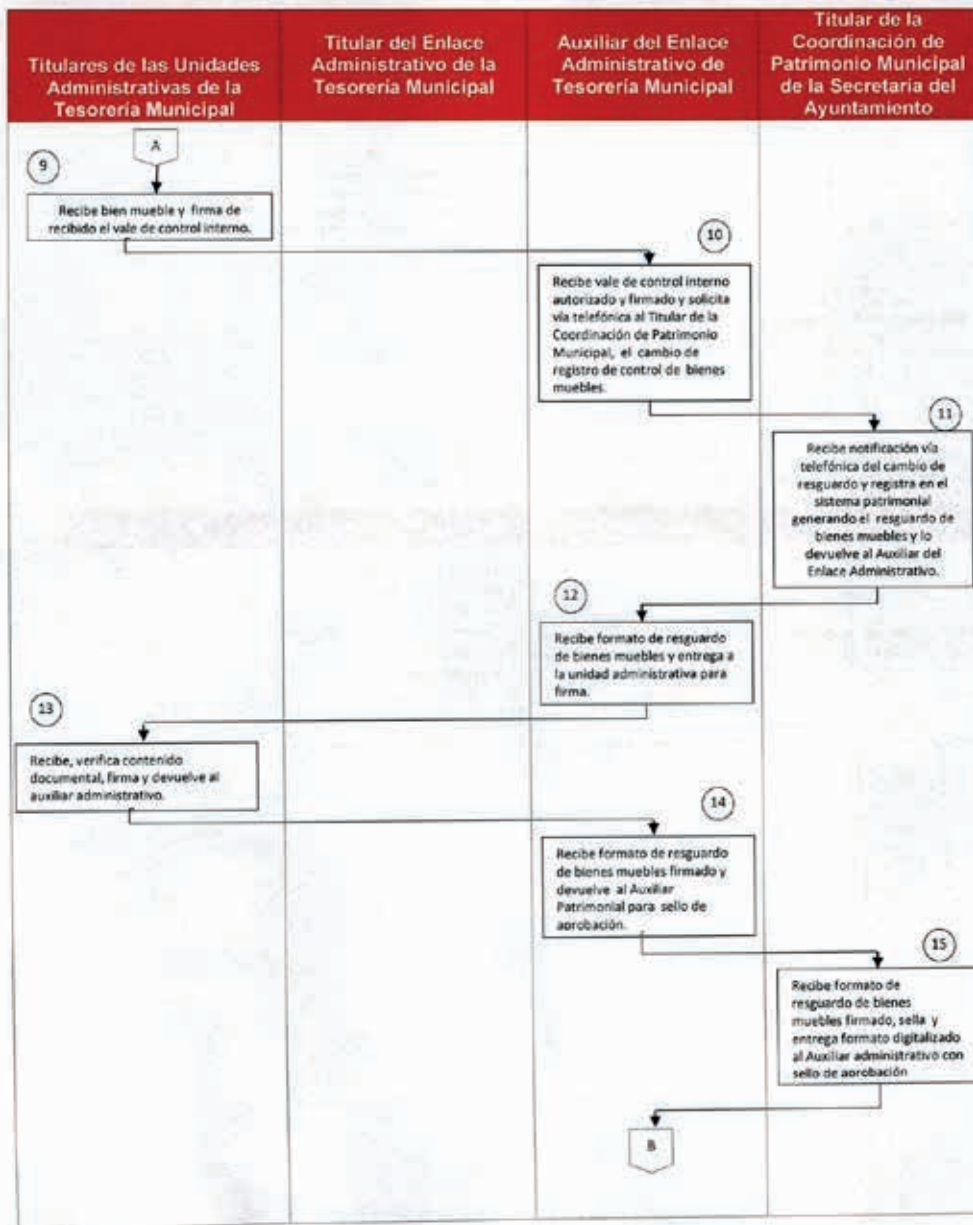 Titulares de las Unidades
Administrativas de la
Tesorería Municipal
Titular del Enlace
Administrativo de la
Tesorería Municipal
Auxiliar del Enlace
Administrativo de
Tesorería Municipal
Titular de la
Coordinación de
Patrimonio Municipal
de la Secretaría del
Ayuntamiento
A
9
Recibe bien mueble y firma de
recibido el vale de control interno.
10
Recibe vale de control interno
autorizado y firmado y solicita
vía telefónica al Titular de la
Coordinación de Patrimonio
Municipal, el cambio de
registro de control de bienes
muebles.
11
Recibe notificación vía
telefónica del cambio de
resguardo y registra en el
sistema patrimonial
generando el resguardo de
bienes muebles y lo
devuelve al Auxiliar del
Enlace Administrativo.
12
Recibe formato de resguardo
de bienes muebles y entrega a
la unidad administrativa para
firma.
13
Recibe, verifica contenido
documental, firma y devuelve al
auxiliar administrativo.
14
Recibe formato de resguardo
de bienes muebles firmado y
devuelve al Auxiliar
Patrimonial para sello de
aprobación.
15
Recibe formato de
resguardo de bienes
muebles firmado, sella y
entrega formato digitalizado
al Auxiliar administrativo con
sello de aprobación
B